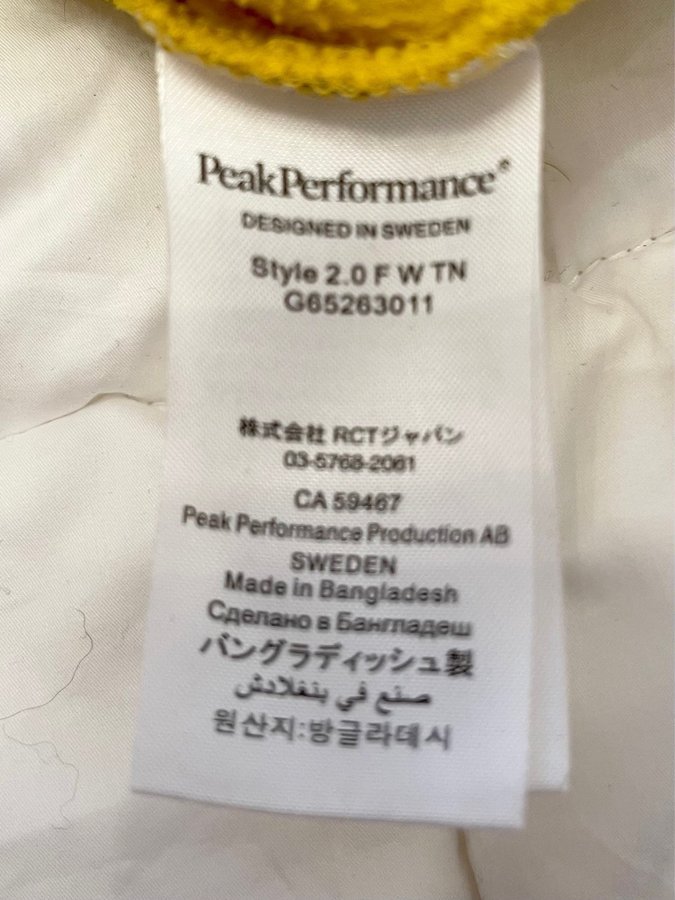 PeakPerformance®
DESIGNED IN SWEDEN
Style 2.0 F W TN
G65263011
株式会社 RCTジャパン
03-5768-2061
CA 59467
Peak Performance Production AB
SWEDEN
Made in Bangladesh
Сделано в Бангладеш
バングラディッシュ製
صنع في بنغلادش
원산지:방글라데시